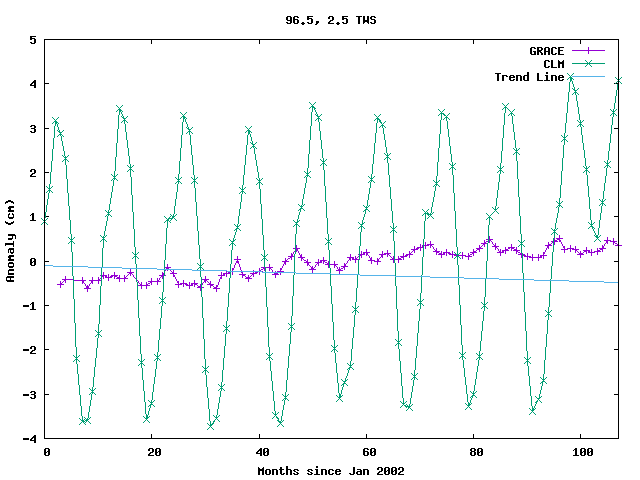 96.5, 2.5 TWS
GRACE
CLM
Trend Line
5
4
3
2
1
0
-1
-2
-3
-4
Anomaly (cm)
0 20 40 60 80 100
Months since Jan 2002